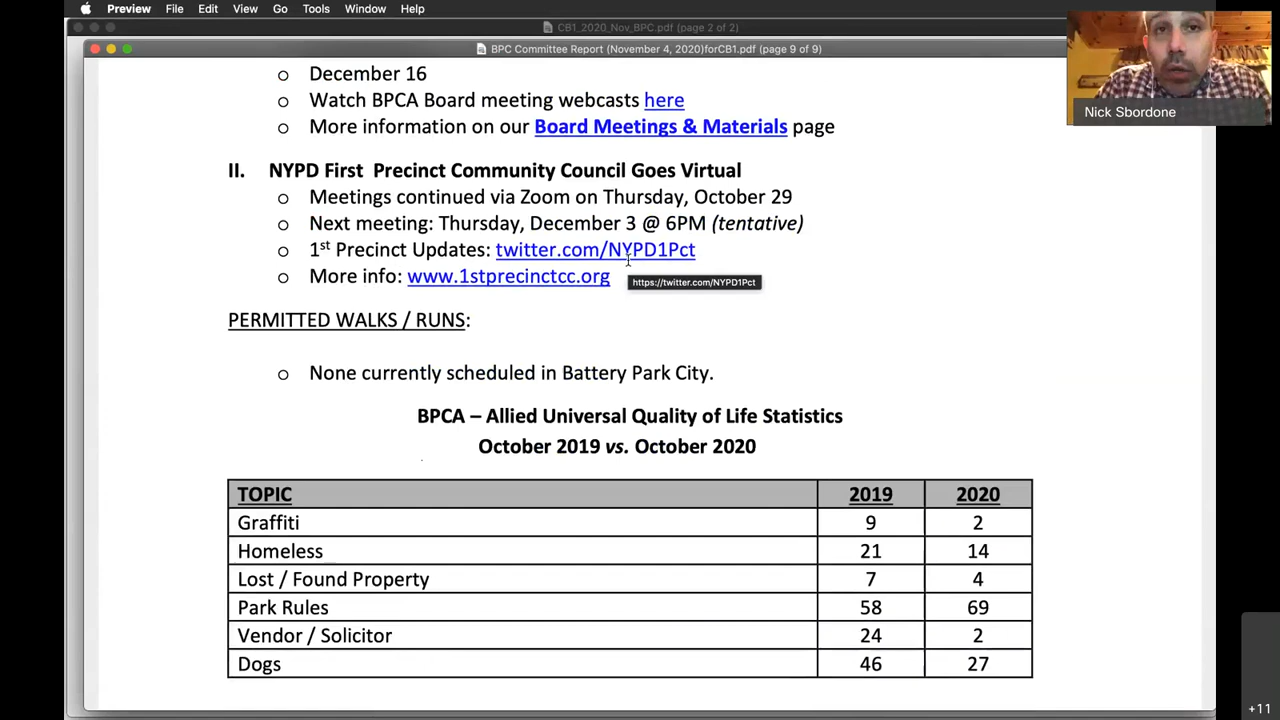 Preview File Edit View Go Tools Window Help
CB1_2020_Nov_BPC.pdf (page 2 of 2)
BPC Committee Report (November 4, 2020)forCB1.pdf (page 9 of 9)
Nick Sbordone
o December 16
o Watch BPCA Board meeting webcasts here
o More information on our Board Meetings & Materials page
II. NYPD First Precinct Community Council Goes Virtual
o Meetings continued via Zoom on Thursday, October 29
o Next meeting: Thursday, December 3 @ 6PM (tentative)
o 1st Precinct Updates: twitter.com/NYPD1Pct
o More info: www.1stprecinctcc.org
https://twitter.com/NYPD1Pct
PERMITTED WALKS / RUNS:
o None currently scheduled in Battery Park City.
BPCA – Allied Universal Quality of Life Statistics
October 2019 vs. October 2020
TOPIC 2019 2020
Graffiti 9 2
Homeless 21 14
Lost / Found Property 7 4
Park Rules 58 69
Vendor / Solicitor 24 2
Dogs 46 27
+11